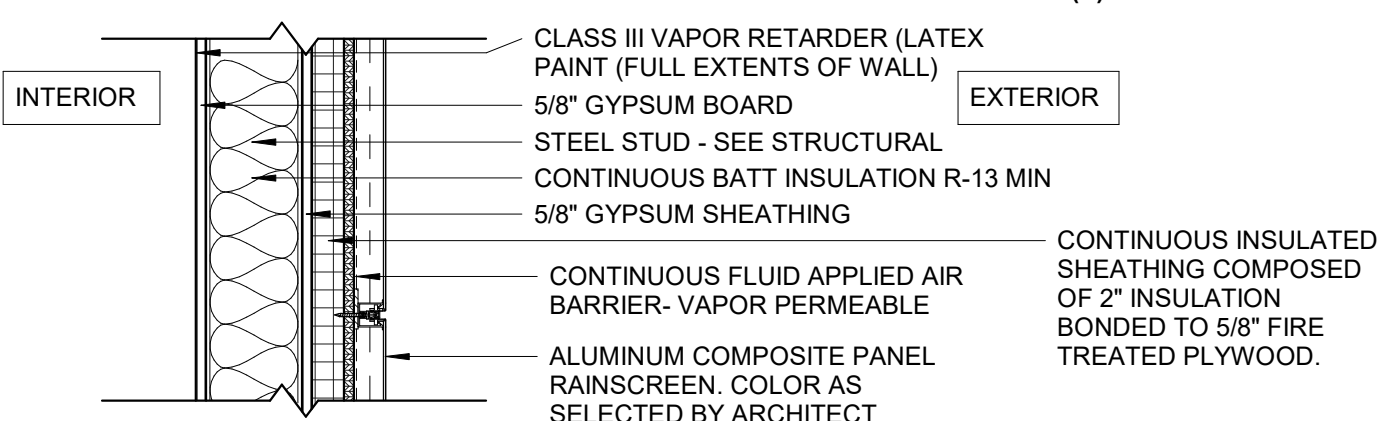 INTERIOR
CLASS III VAPOR RETARDER (LATEX
PAINT (FULL EXTENTS OF WALL)
5/8" GYPSUM BOARD
EXTERIOR
STEEL STUD - SEE STRUCTURAL
CONTINUOUS BATT INSULATION R-13 MIN
5/8" GYPSUM SHEATHING
CONTINUOUS INSULATED
SHEATHING COMPOSED
OF 2" INSULATION
BONDED TO 5/8" FIRE
TREATED PLYWOOD.
CONTINUOUS FLUID APPLIED AIR
BARRIER- VAPOR PERMEABLE
ALUMINUM COMPOSITE PANEL
RAINSCREEN. COLOR AS
SELECTED BY ARCHITECT